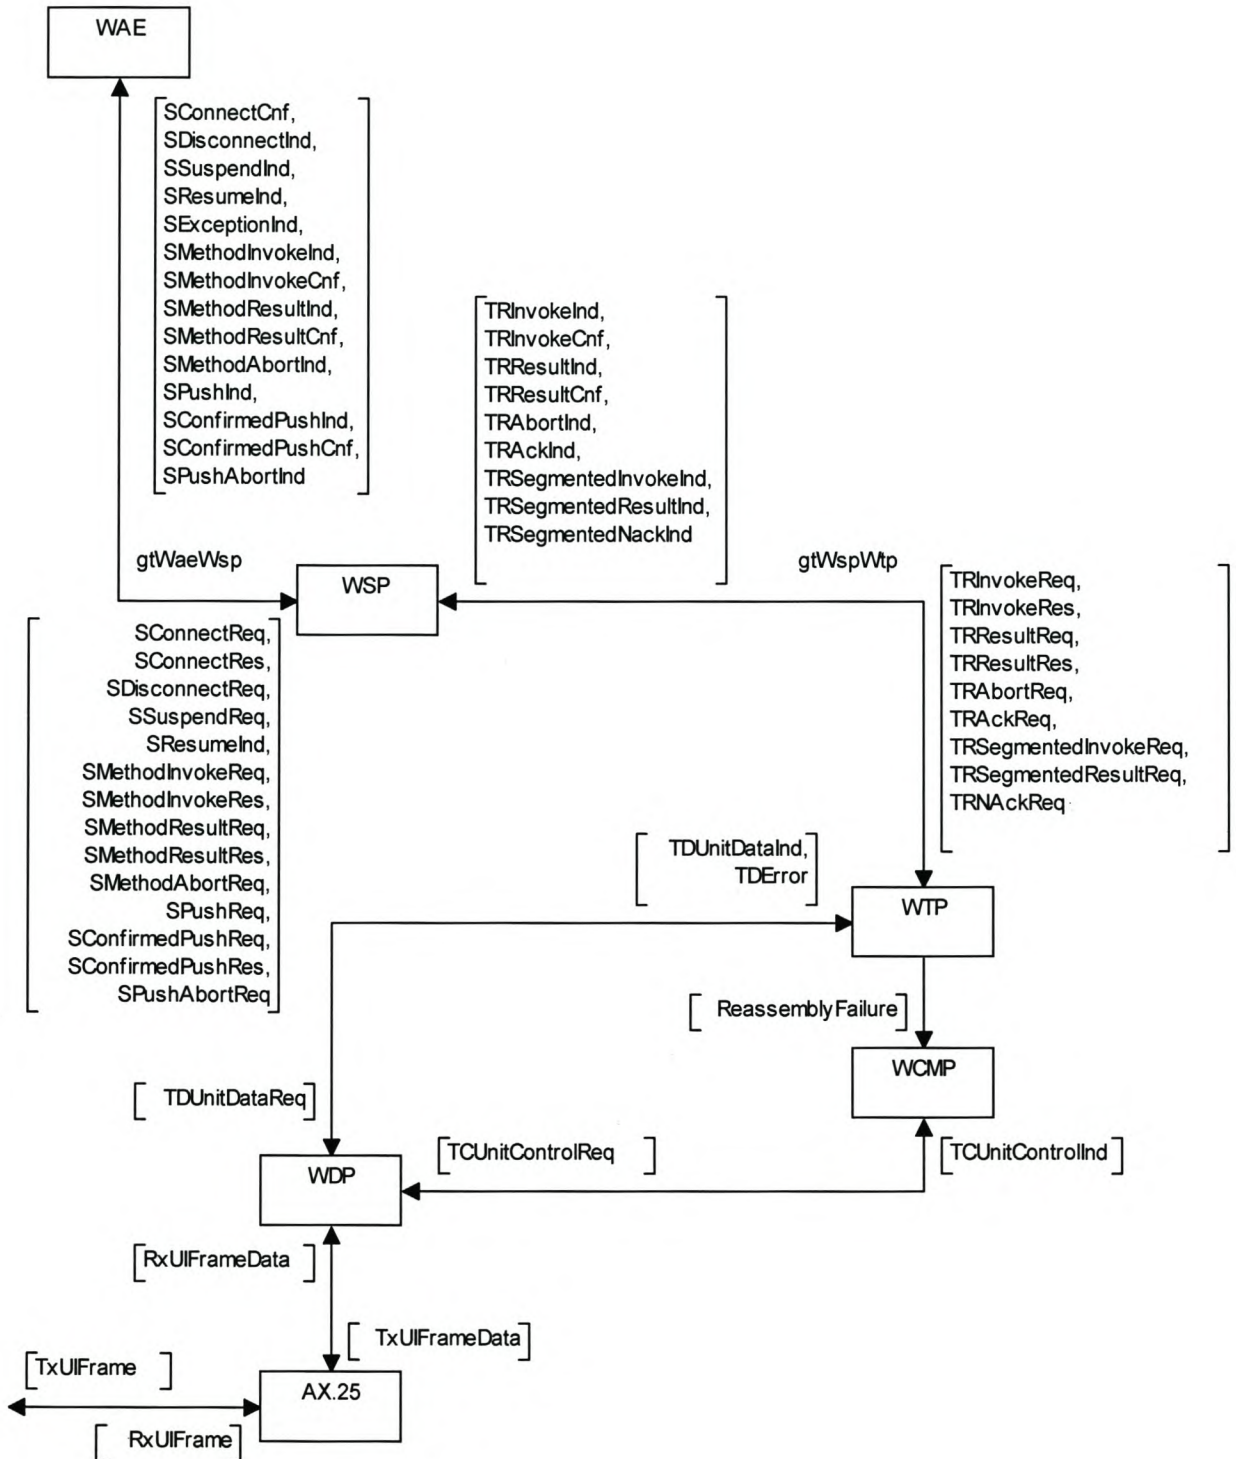 WAE
SConnectCnf,
SDisconnectInd,
SSuspendInd,
SResumeInd,
SExceptionInd,
SMethodInvokeInd,
SMethodInvokeCnf,
SMethodResultInd,
SMethodResultCnf,
SMethodAbortInd,
SPushInd,
SConfirmedPushInd,
SConfirmedPushCnf,
SPushAbortInd
TRInvokeInd,
TRInvokeCnf,
TRResultInd,
TRResultCnf,
TRAbortInd,
TRAckInd,
TRSegmentedInvokeInd,
TRSegmentedResultInd,
TRSegmentedNackInd
gtWaeWsp
WSP
gtWspWtp
TRInvokeReq,
TRInvokeRes,
TRResultReq,
TRResultRes,
TRAbortReq,
TRAckReq,
TRSegmentedInvokeReq,
TRSegmentedResultReq,
TRNAckReq
SConnectReq,
SConnectRes,
SDisconnectReq,
SSuspendReq,
SResumeInd,
SMethodInvokeReq,
SMethodInvokeRes,
SMethodResultReq,
SMethodResultRes,
SMethodAbortReq,
SPushReq,
SConfirmedPushReq,
SConfirmedPushRes,
SPushAbortReq
TDUnitDataInd,
TDError
WTP
ReassemblyFailure
WCMP
TDUnitDataReq
TCUnitControlReq
TCUnitControlInd
WDP
RxUIFrameData
TxUIFrameData
TxUIFrame
AX.25
RxUIFrame